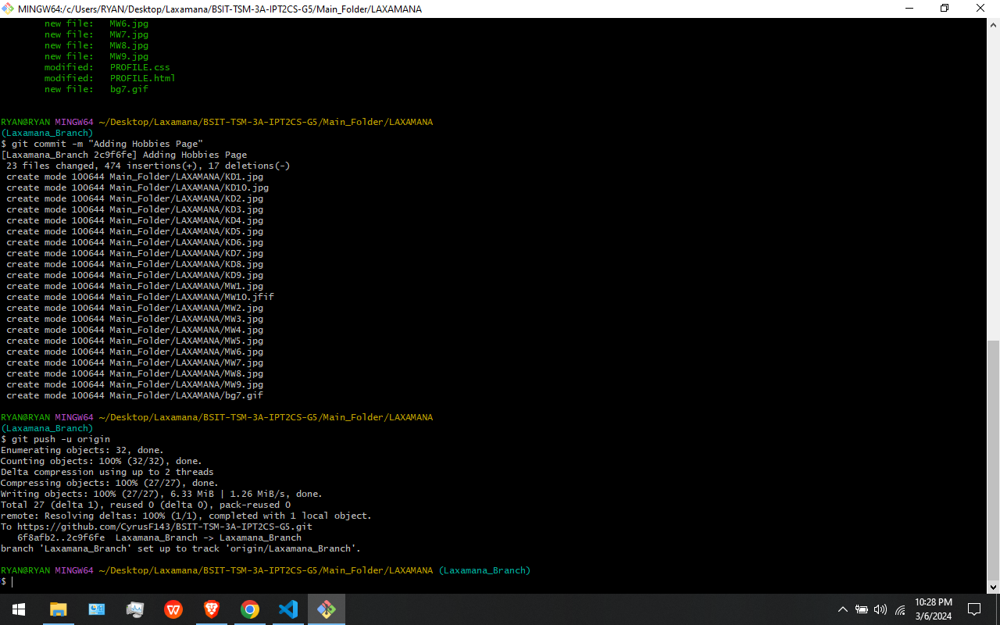 MINGW64:/c/Users/RYAN/Desktop/Laxamana/BSIT-TSM-3A-IPT2CS-G5/Main_Folder/LAXAMANA
new file:   MW6.jpg
new file:   MW7.jpg
new file:   MW8.jpg
new file:   MW9.jpg
modified:   PROFILE.css
modified:   PROFILE.html
new file:   bg7.gif
RYAN@RYAN MINGW64 ~/Desktop/Laxamana/BSIT-TSM-3A-IPT2CS-G5/Main_Folder/LAXAMANA
(Laxamana_Branch)
$ git commit -m "Adding Hobbies Page"
[Laxamana_Branch 2c9f6fe] Adding Hobbies Page
 23 files changed, 474 insertions(+), 17 deletions(-)
 create mode 100644 Main_Folder/LAXAMANA/KD1.jpg
 create mode 100644 Main_Folder/LAXAMANA/KD10.jpg
 create mode 100644 Main_Folder/LAXAMANA/KD2.jpg
 create mode 100644 Main_Folder/LAXAMANA/KD3.jpg
 create mode 100644 Main_Folder/LAXAMANA/KD4.jpg
 create mode 100644 Main_Folder/LAXAMANA/KD5.jpg
 create mode 100644 Main_Folder/LAXAMANA/KD6.jpg
 create mode 100644 Main_Folder/LAXAMANA/KD7.jpg
 create mode 100644 Main_Folder/LAXAMANA/KD8.jpg
 create mode 100644 Main_Folder/LAXAMANA/KD9.jpg
 create mode 100644 Main_Folder/LAXAMANA/MW1.jpg
 create mode 100644 Main_Folder/LAXAMANA/MW10.jfif
 create mode 100644 Main_Folder/LAXAMANA/MW2.jpg
 create mode 100644 Main_Folder/LAXAMANA/MW3.jpg
 create mode 100644 Main_Folder/LAXAMANA/MW4.jpg
 create mode 100644 Main_Folder/LAXAMANA/MW5.jpg
 create mode 100644 Main_Folder/LAXAMANA/MW6.jpg
 create mode 100644 Main_Folder/LAXAMANA/MW7.jpg
 create mode 100644 Main_Folder/LAXAMANA/MW8.jpg
 create mode 100644 Main_Folder/LAXAMANA/MW9.jpg
 create mode 100644 Main_Folder/LAXAMANA/bg7.gif
RYAN@RYAN MINGW64 ~/Desktop/Laxamana/BSIT-TSM-3A-IPT2CS-G5/Main_Folder/LAXAMANA
(Laxamana_Branch)
$ git push -u origin
Enumerating objects: 32, done.
Counting objects: 100% (32/32), done.
Delta compression using up to 2 threads
Compressing objects: 100% (27/27), done.
Writing objects: 100% (27/27), 6.33 MiB | 1.26 MiB/s, done.
Total 27 (delta 1), reused 0 (delta 0), pack-reused 0
remote: Resolving deltas: 100% (1/1), completed with 1 local object.
To https://github.com/CyrusF143/BSIT-TSM-3A-IPT2CS-G5.git
   6f8afb2..2c9f6fe  Laxamana_Branch -> Laxamana_Branch
branch 'Laxamana_Branch' set up to track 'origin/Laxamana_Branch'.
RYAN@RYAN MINGW64 ~/Desktop/Laxamana/BSIT-TSM-3A-IPT2CS-G5/Main_Folder/LAXAMANA (Laxamana_Branch)
$
10:28 PM
3/6/2024